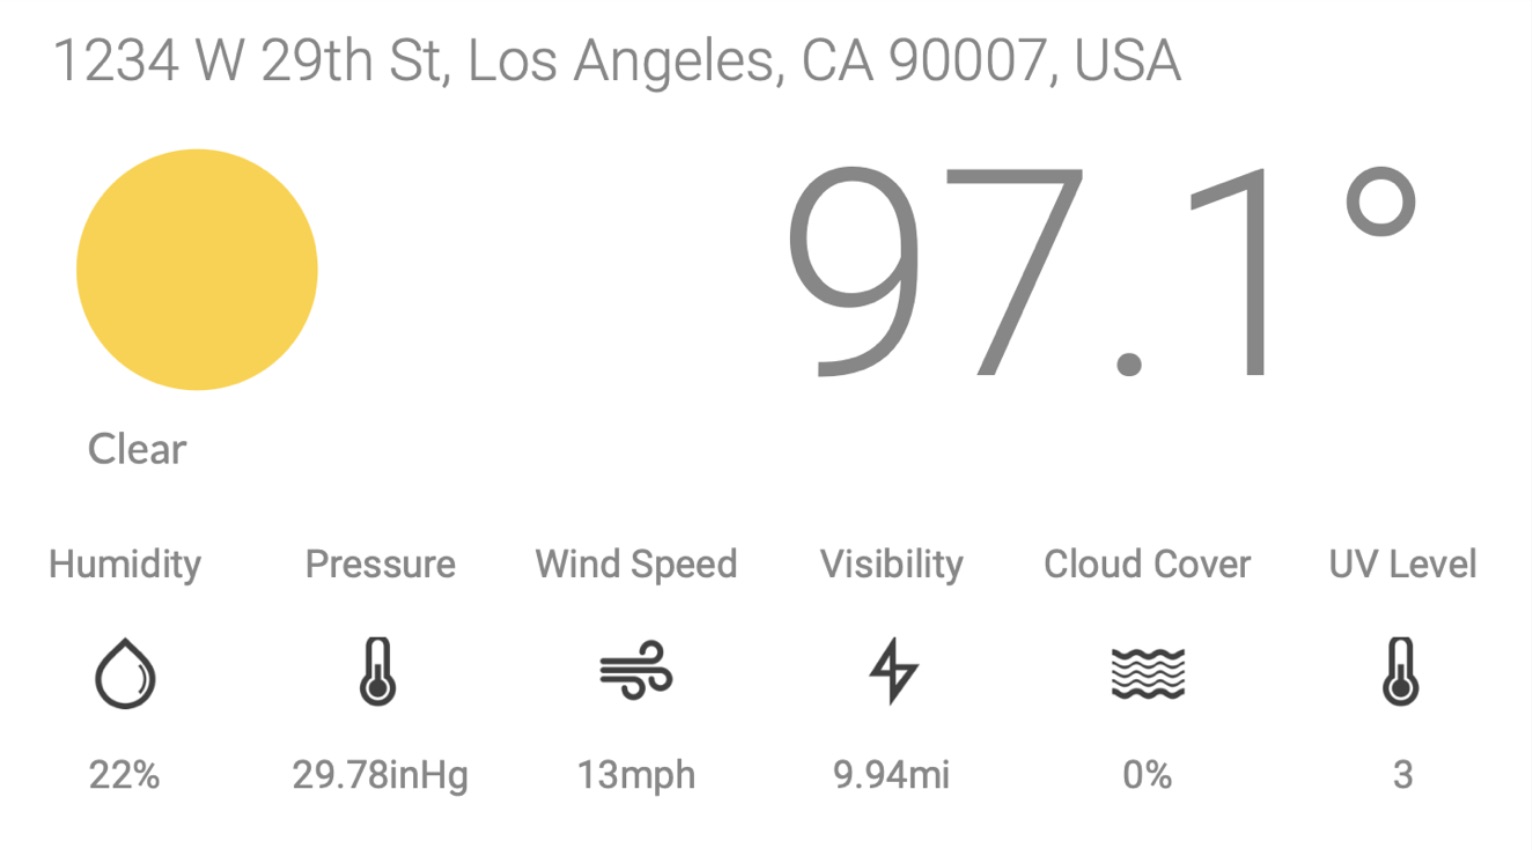 1234 W 29th St, Los Angeles, CA 90007, USA
97.1°
Clear
Humidity Pressure Wind Speed Visibility Cloud Cover UV Level
22% 29.78inHg 13mph 9.94mi 0% 3